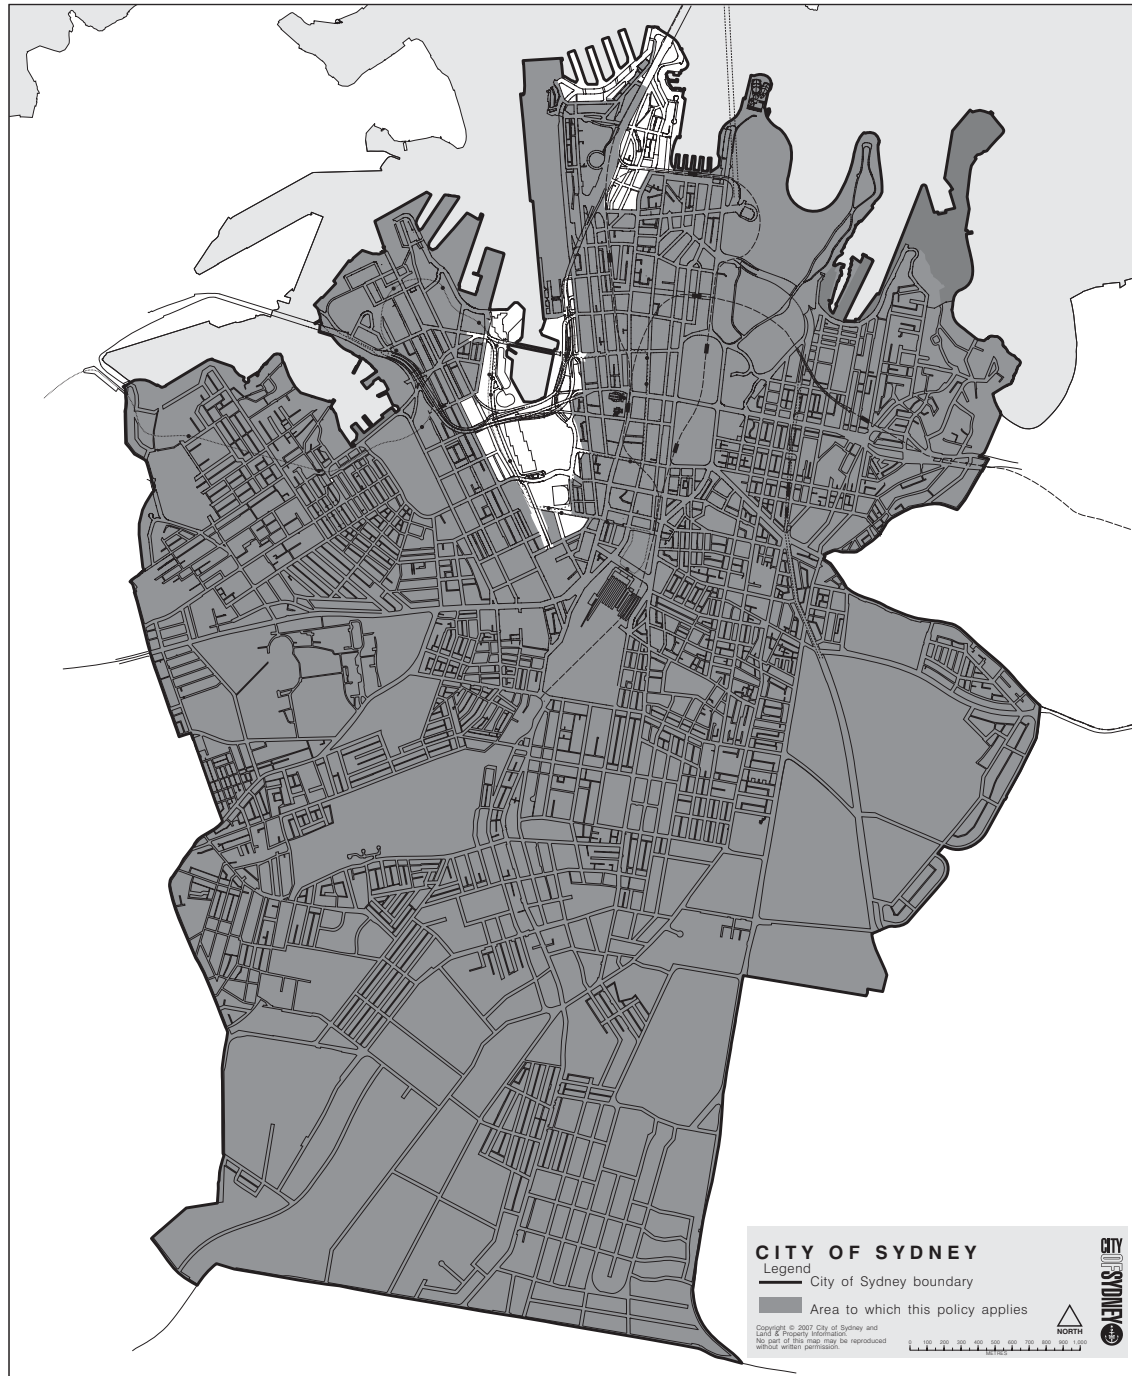 CITY OF SYDNEY
Legend
City of Sydney boundary
Area to which this policy applies
Copyright © 2007 City of Sydney and
Land & Property Information.
No part of this map may be reproduced
without written permission.
NORTH
0 100 200 300 400 500 600 700 800 900 1,000
METRES
CITY OF SYDNEY